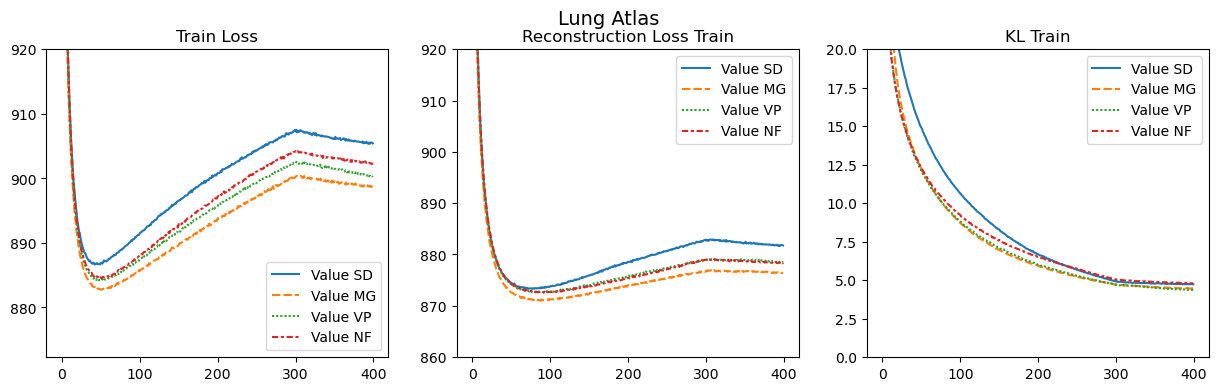 Lung Atlas
Train Loss
920
910
900
890
880
0 100 200 300 400
Value SD
Value MG
Value VP
Value NF
Reconstruction Loss Train
920
910
900
890
880
870
860
0 100 200 300 400
Value SD
Value MG
Value VP
Value NF
KL Train
20.0
17.5
15.0
12.5
10.0
7.5
5.0
2.5
0.0
0 100 200 300 400
Value SD
Value MG
Value VP
Value NF